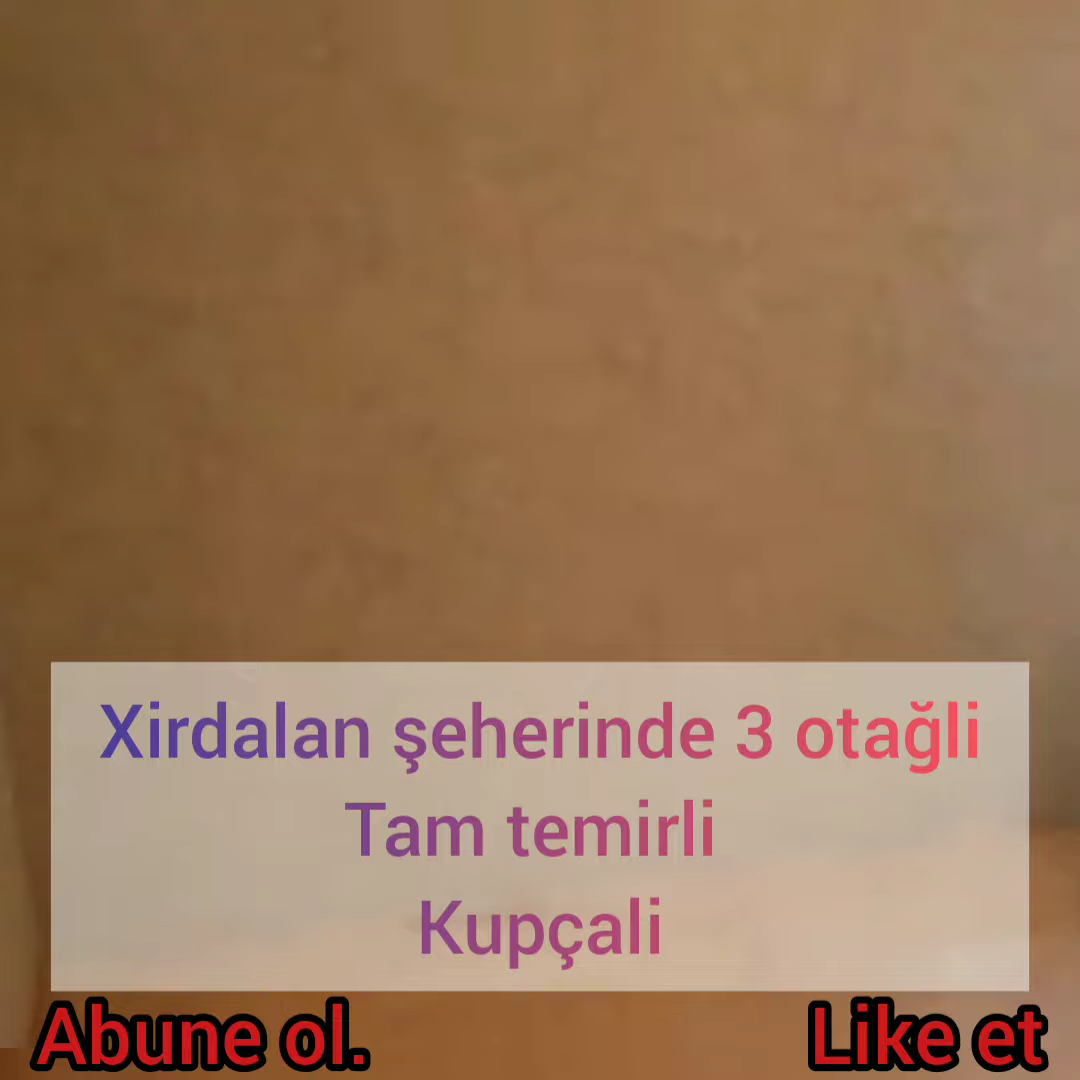 Xirdalan şeherinde 3 otağli
Tam temirli
Kupçali
Abune ol.
Like et